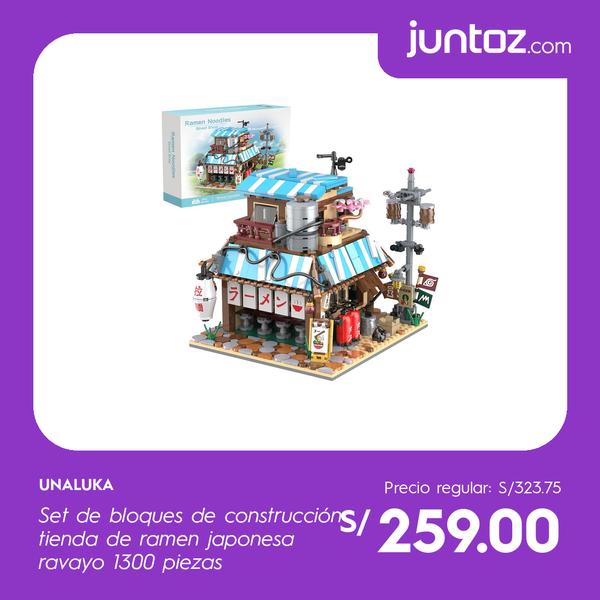 juntoz.com
Ramen Noodles
ラーメン
UNALUKA
Precio regular: S/323.75
Set de bloques de construcción
tienda de ramen japonesa
ravayo 1300 piezas
S/ 259.00